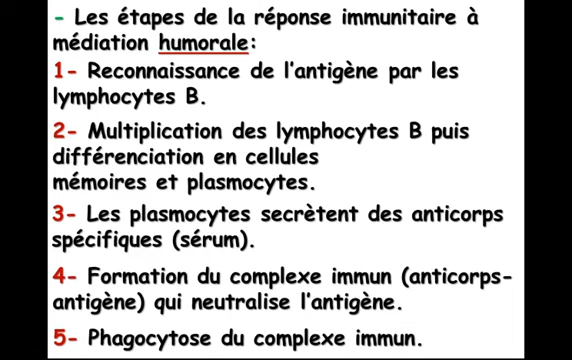 - Les étapes de la réponse immunitaire à
médiation humorale:
1- Reconnaissance de l'antigène par les
lymphocytes B.
2- Multiplication des lymphocytes B puis
différenciation en cellules
mémoires et plasmocytes.
3- Les plasmocytes secrètent des anticorps
spécifiques (sérum).
4- Formation du complexe immun (anticorps-
antigène) qui neutralise l'antigène.
5- Phagocytose du complexe immun.